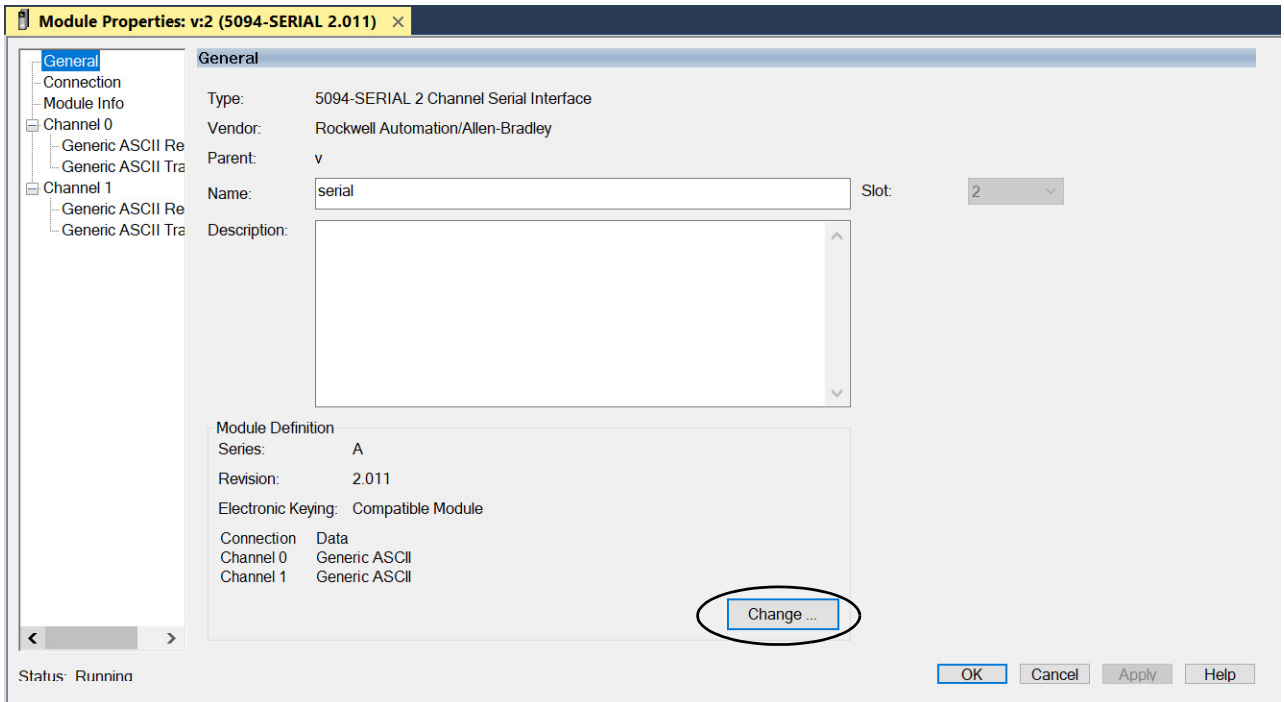 Module Properties: v:2 (5094-SERIAL 2.011) ×
General
Connection
Module Info
Channel 0
Generic ASCII Re
Generic ASCII Tra
Channel 1
Generic ASCII Re
Generic ASCII Tra
General
Type: 5094-SERIAL 2 Channel Serial Interface
Vendor: Rockwell Automation/Allen-Bradley
Parent: v
Name: serial Slot: 2
Description:
Module Definition
Series: A
Revision: 2.011
Electronic Keying: Compatible Module
Connection Data
Channel 0 Generic ASCII
Channel 1 Generic ASCII
Change ...
Status: Running
OK Cancel Apply Help